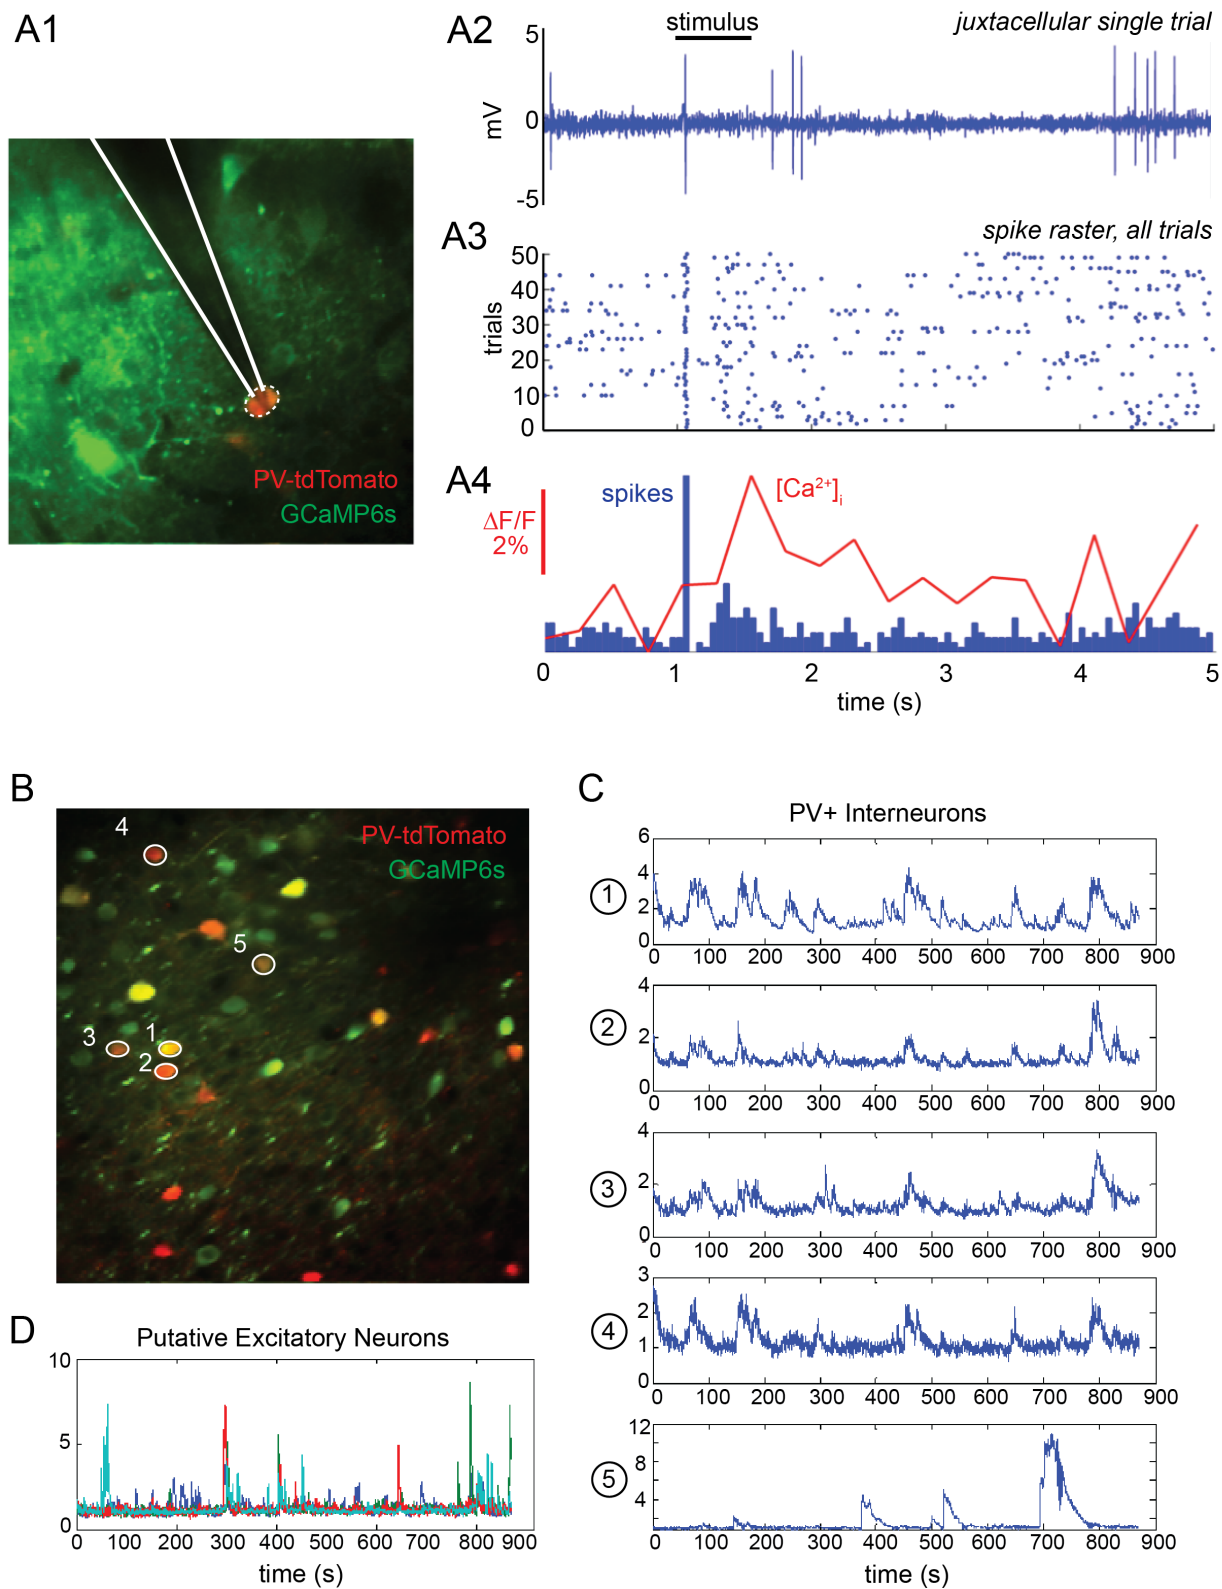 A1
PV-tdTomato
GCaMP6s
A2
stimulus
juxtacellular single trial
5
0
-5
mV
A3
spike raster, all trials
50
40
30
20
10
0
trials
A4
ΔF/F
2%
spikes
[Ca²⁺]ᵢ
0 1 2 3 4 5
time (s)
B
PV-tdTomato
GCaMP6s
4
5
3
1
2
C
PV+ Interneurons
1
6
4
2
0
0 100 200 300 400 500 600 700 800 900
2
4
2
0
0 100 200 300 400 500 600 700 800 900
3
4
2
0
0 100 200 300 400 500 600 700 800 900
4
3
2
1
0
0 100 200 300 400 500 600 700 800 900
5
12
8
4
0 100 200 300 400 500 600 700 800 900
time (s)
D
Putative Excitatory Neurons
10
5
0
0 100 200 300 400 500 600 700 800 900
time (s)